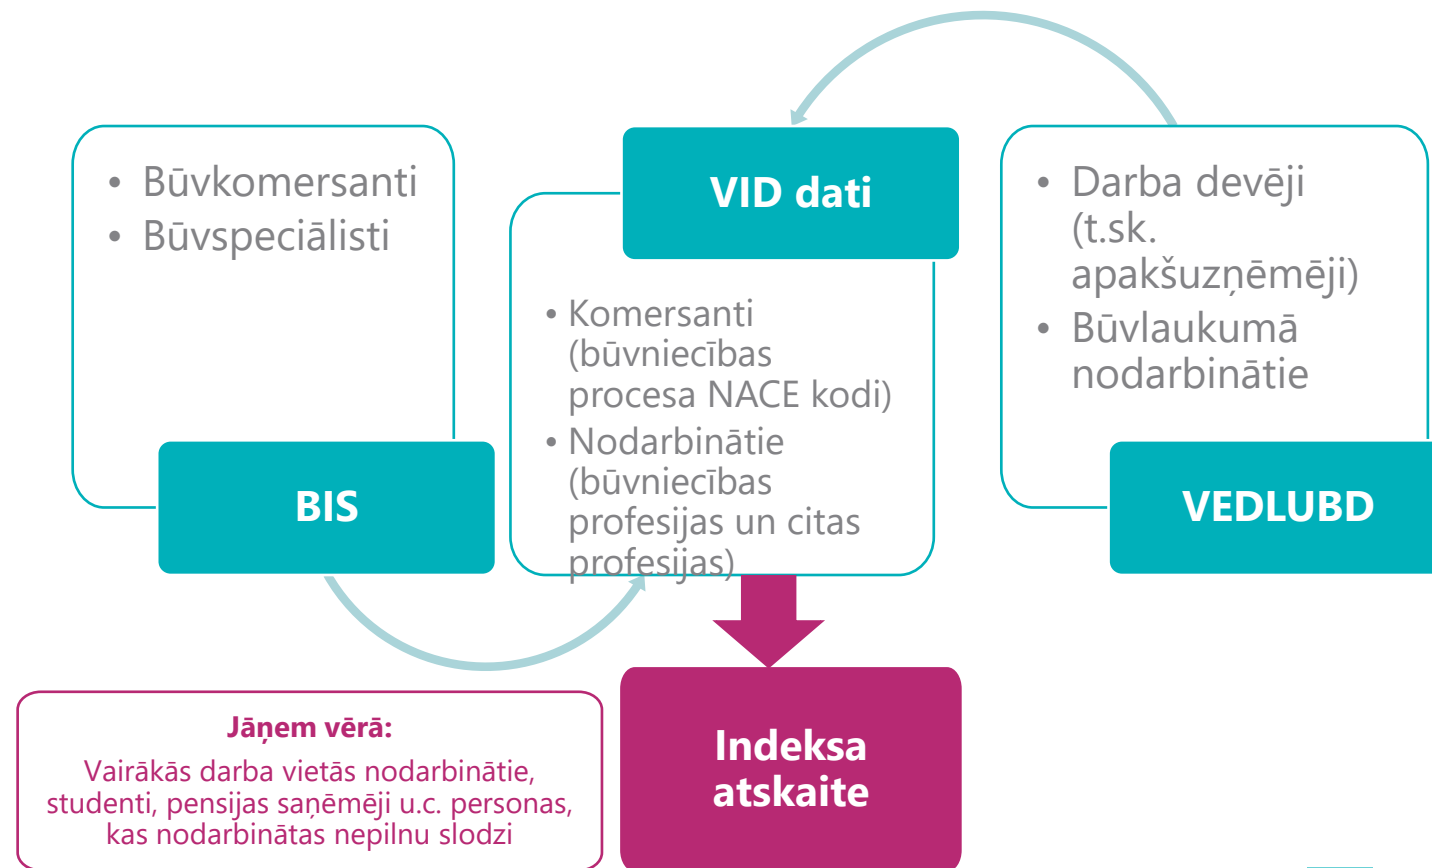 • Būvkomersanti
• Būvspeciālisti
BIS
VID dati
• Komersanti
(būvniecības
procesa NACE kodi)
• Nodarbinātie
(būvniecības
profesijas un citas
profesijas)
• Darba devēji
(t.sk.
apakšuzņēmēji)
• Būvlaukumā
nodarbinātie
VEDLUBD
Jāņem vērā:
Vairākās darba vietās nodarbinātie,
studenti, pensijas saņēmēji u.c. personas,
kas nodarbinātas nepilnu slodzi
Indeksa
atskaite